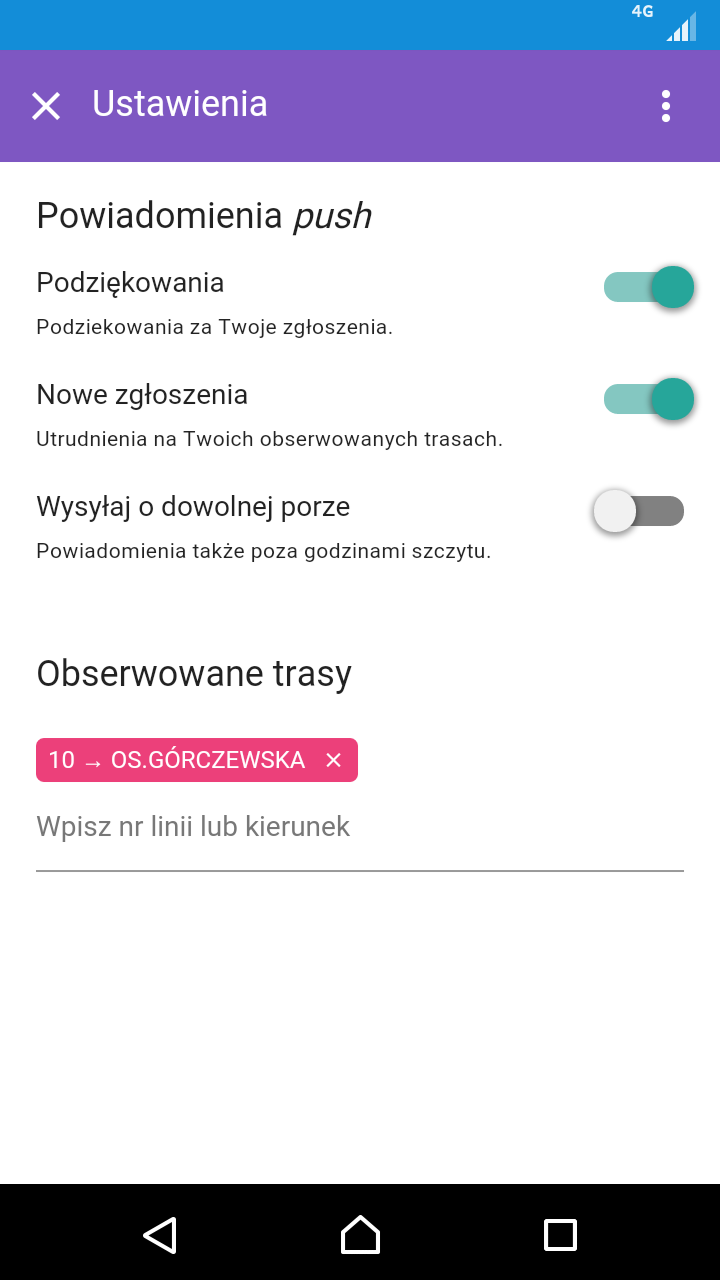 4G
Ustawienia
Powiadomienia push
Podziękowania
Podziekowania za Twoje zgłoszenia.
Nowe zgłoszenia
Utrudnienia na Twoich obserwowanych trasach.
Wysyłaj o dowolnej porze
Powiadomienia także poza godzinami szczytu.
Obserwowane trasy
10 → OS.GÓRCZEWSKA
Wpisz nr linii lub kierunek